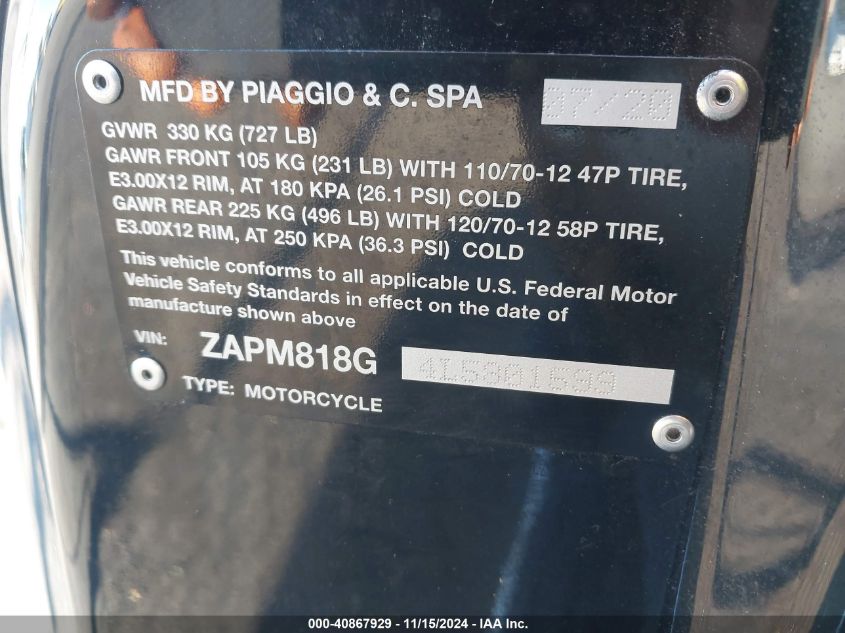 MFD BY PIAGGIO & C. SPA 07/20
GVWR 330 KG (727 LB)
GAWR FRONT 105 KG (231 LB) WITH 110/70-12 47P TIRE,
E3.00X12 RIM, AT 180 KPA (26.1 PSI) COLD
GAWR REAR 225 KG (496 LB) WITH 120/70-12 58P TIRE,
E3.00X12 RIM, AT 250 KPA (36.3 PSI) COLD
This vehicle conforms to all applicable U.S. Federal Motor
Vehicle Safety Standards in effect on the date of
manufacture shown above
VIN: ZAPM818G 4L5901599
TYPE: MOTORCYCLE
000-40867929 - 11/15/2024 - IAA Inc.